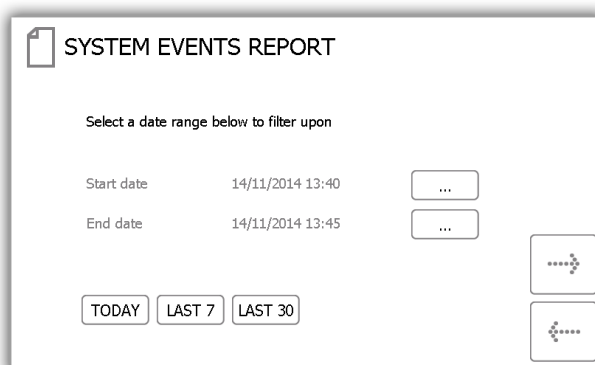 SYSTEM EVENTS REPORT
Select a date range below to filter upon
Start date 14/11/2014 13:40 ...
End date 14/11/2014 13:45 ...
TODAY LAST 7 LAST 30